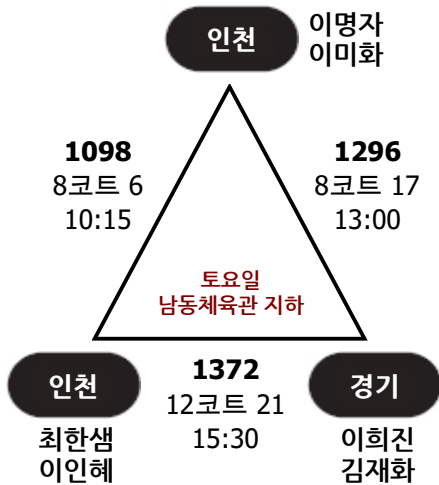 인천
이명자
이미화
1098
8코트 6
10:15
1296
8코트 17
13:00
토요일
남동체육관 지하
인천
최한샘
이인혜
1372
12코트 21
15:30
경기
이희진
김재화